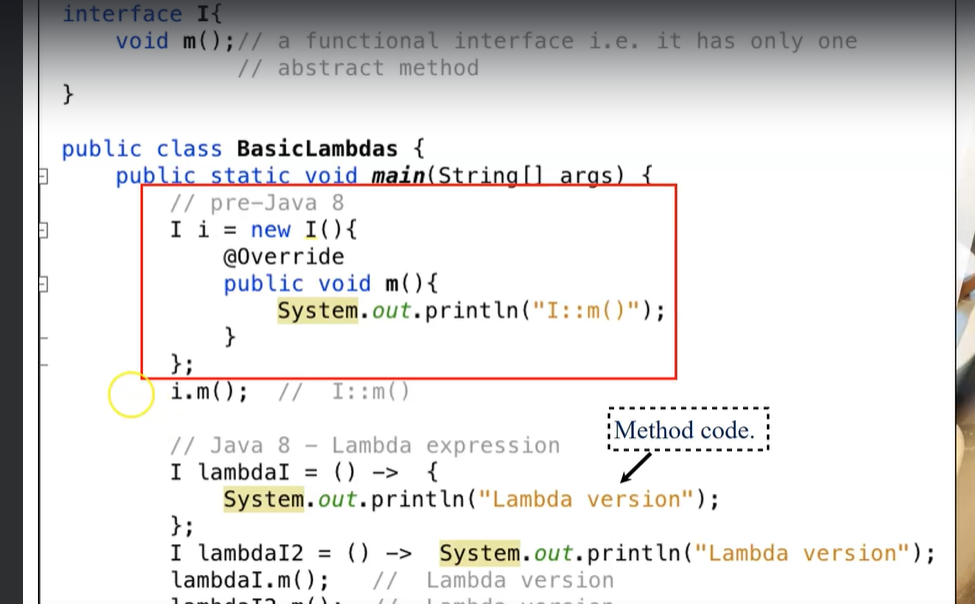 interface I{
void m();// a functional interface i.e. it has only one
// abstract method
}
public class BasicLambdas {
public static void main(String[] args) {
// pre-Java 8
I i = new I(){
@Override
public void m(){
System.out.println("I::m()");
}
};
i.m(); // I::m()
Method code.
// Java 8 – Lambda expression
I lambdaI = () -> {
System.out.println("Lambda version");
};
I lambdaI2 = () -> System.out.println("Lambda version");
lambdaI.m(); // Lambda version